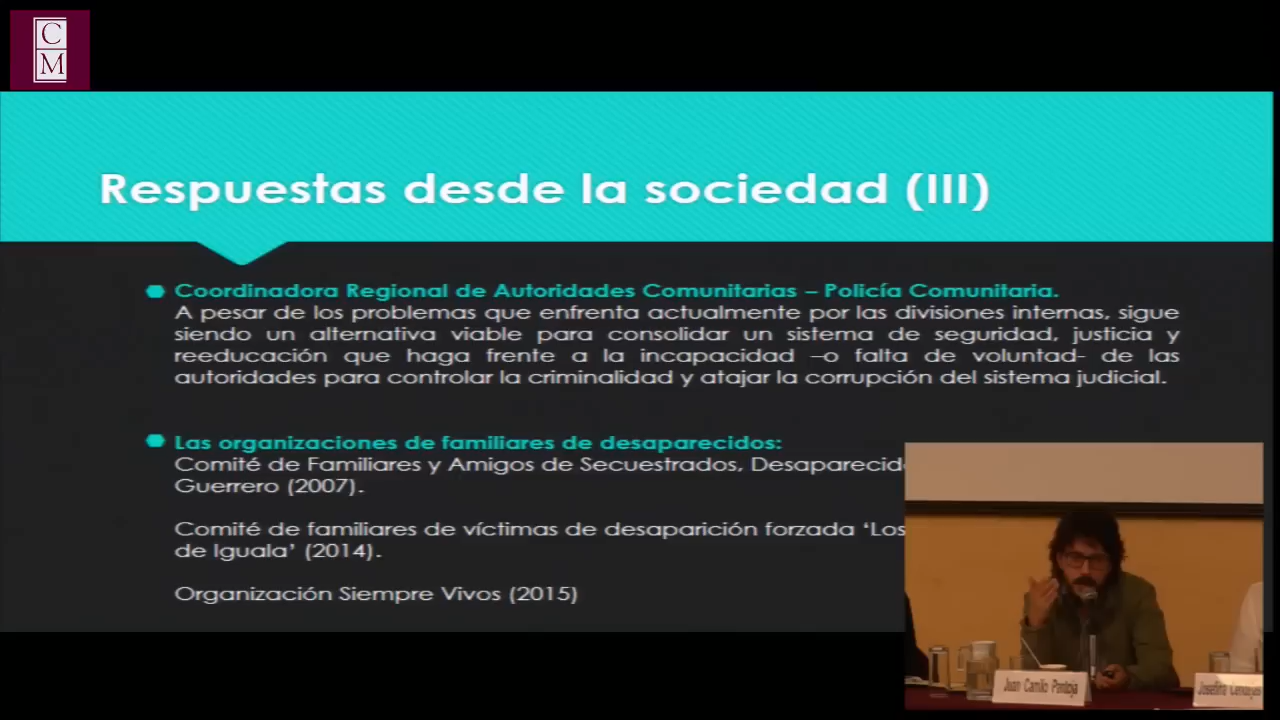 C
M
Respuestas desde la sociedad (III)
Coordinadora Regional de Autoridades Comunitarias – Policía Comunitaria.
A pesar de los problemas que enfrenta actualmente por las divisiones internas, sigue
siendo un alternativa viable para consolidar un sistema de seguridad, justicia y
reeducación que haga frente a la incapacidad –o falta de voluntad- de las
autoridades para controlar la criminalidad y atajar la corrupción del sistema judicial.
Las organizaciones de familiares de desaparecidos:
Comité de Familiares y Amigos de Secuestrados,
Guerrero (2007).
Comité de familiares de víctimas de desaparición forzada ‘Los
de Iguala’ (2014).
Organización Siempre Vivos (2015)
Juan Camilo Pantoja
Josefina